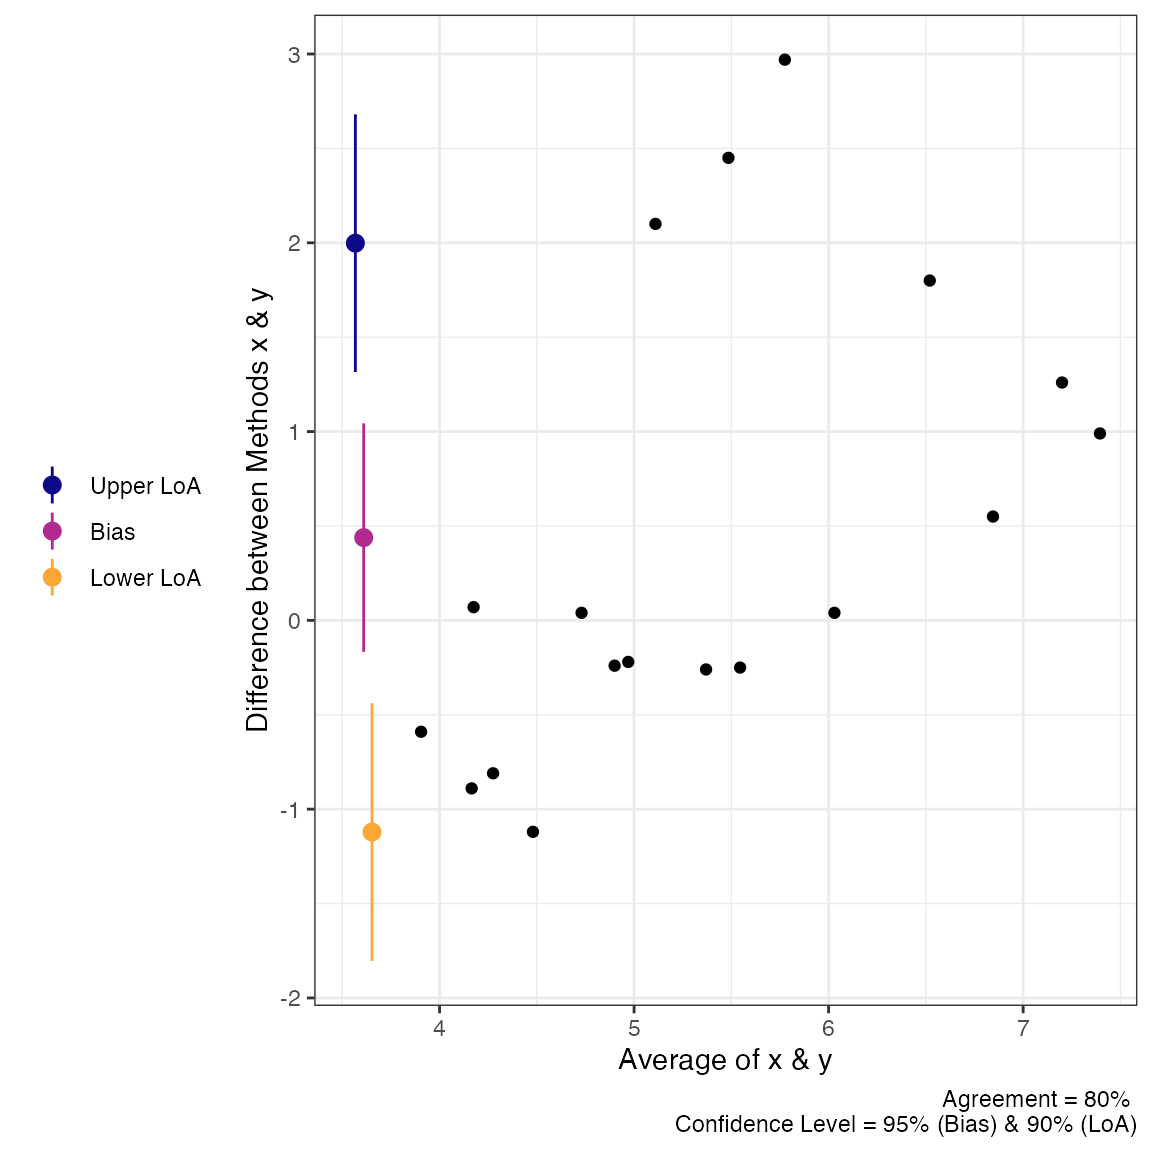 3
2
1
0
-1
-2
Difference between Methods x & y
Upper LoA
Bias
Lower LoA
4 5 6 7
Average of x & y
Agreement = 80%
Confidence Level = 95% (Bias) & 90% (LoA)